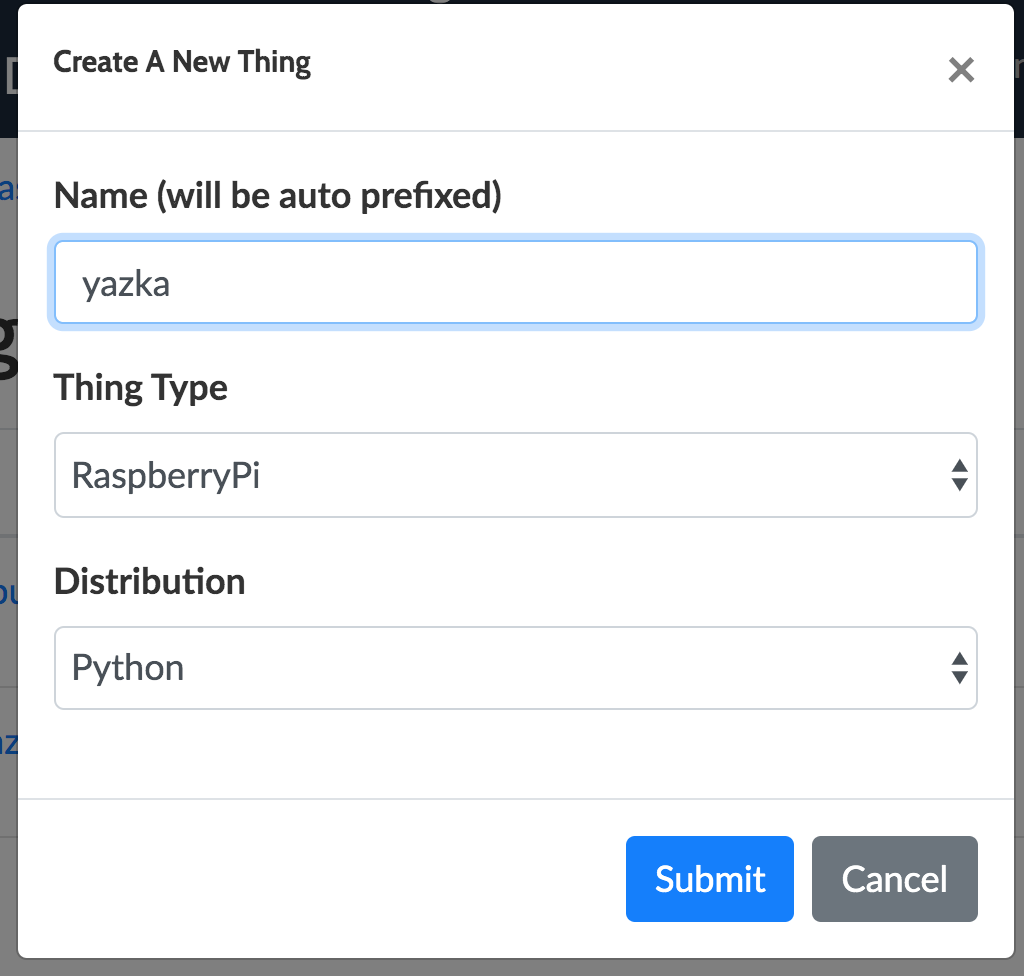 Create A New Thing
Name (will be auto prefixed)
yazka
Thing Type
RaspberryPi
Distribution
Python
Submit Cancel